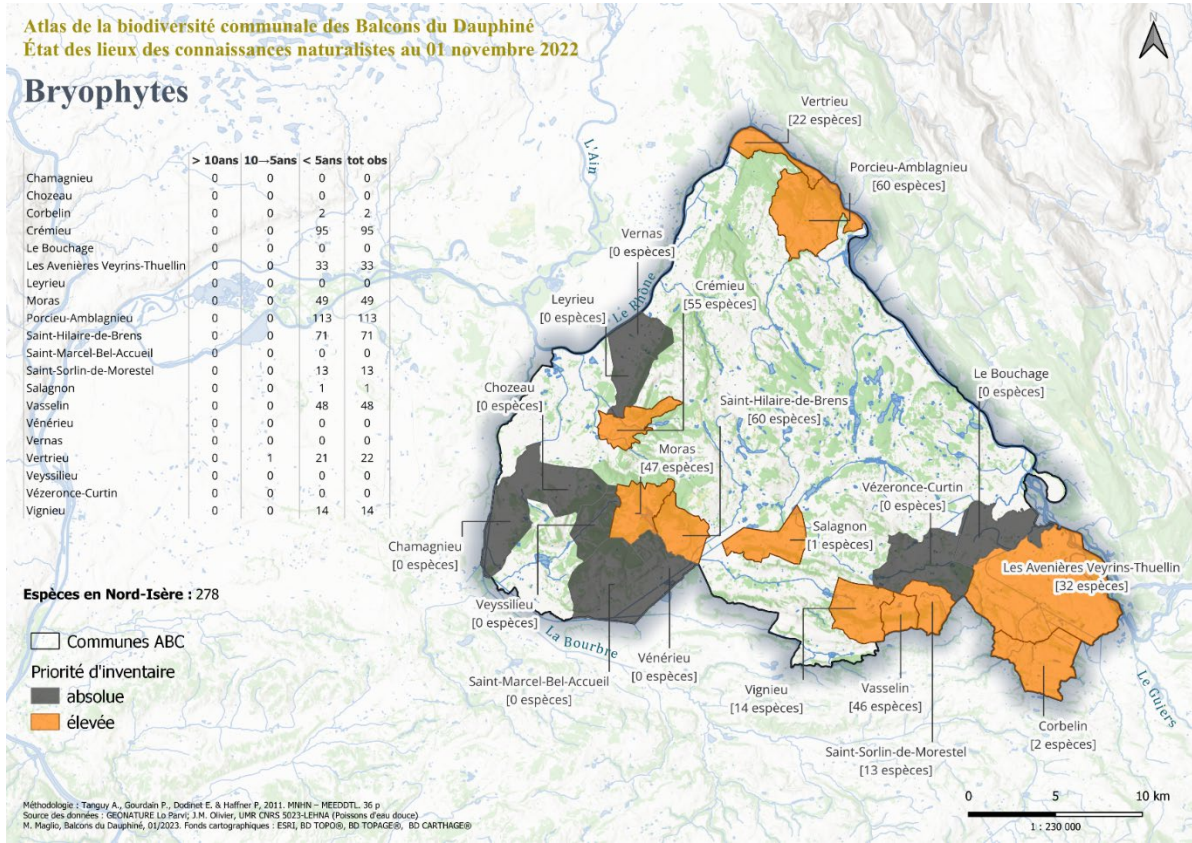 Atlas de la biodiversité communale des Balcons du Dauphiné
État des lieux des connaissances naturalistes au 01 novembre 2022
Bryophytes
> 10ans 10→5ans < 5ans tot obs
Chamagnieu 0 0 0 0
Chozeau 0 0 0 0
Corbelin 0 0 2 2
Crémieu 0 0 95 95
Le Bouchage 0 0 0 0
Les Avenières Veyrins-Thuellin 0 0 33 33
Leyrieu 0 0 0 0
Moras 0 0 49 49
Porcieu-Amblagnieu 0 0 113 113
Saint-Hilaire-de-Brens 0 0 71 71
Saint-Marcel-Bel-Accueil 0 0 0 0
Saint-Sorlin-de-Morestel 0 0 13 13
Salagnon 0 0 1 1
Vasselin 0 0 48 48
Vénérieu 0 0 0 0
Vernas 0 0 0 0
Vertrieu 0 1 21 22
Veyssilieu 0 0 0 0
Vézeronce-Curtin 0 0 0 0
Vignieu 0 0 14 14
Espèces en Nord-Isère : 278
Communes ABC
Priorité d'inventaire
absolue
élevée
N
Vertrieu
[22 espèces]
Porcieu-Amblagnieu
[60 espèces]
L'Ain
Vernas
[0 espèces]
Le Rhône
Leyrieu
[0 espèces]
Crémieu
[55 espèces]
Chozeau
[0 espèces]
Saint-Hilaire-de-Brens
[60 espèces]
Le Bouchage
[0 espèces]
Moras
[47 espèces]
Vézeronce-Curtin
[0 espèces]
Salagnon
[1 espèces]
Chamagnieu
[0 espèces]
Les Avenières Veyrins-Thuellin
[32 espèces]
Veyssilieu
[0 espèces]
La Bourbre
Vénérieu
[0 espèces]
Saint-Marcel-Bel-Accueil
[0 espèces]
Vignieu
[14 espèces]
Vasselin
[46 espèces]
Le Guiers
Corbelin
[2 espèces]
Saint-Sorlin-de-Morestel
[13 espèces]
0 5 10 km
1 : 230 000
Méthodologie : Tanguy A., Gourdain P., Dodinet E. & Haffner P, 2011. MNHN – MEEDDTL. 36 p
Source des données : GEONATURE Lo Parvi; J.M. Olivier, UMR CNRS 5023-LEHNA (Poissons d'eau douce)
M. Maglio, Balcons du Dauphiné, 01/2023. Fonds cartographiques : ESRI, BD TOPO®, BD TOPAGE®, BD CARTHAGE®